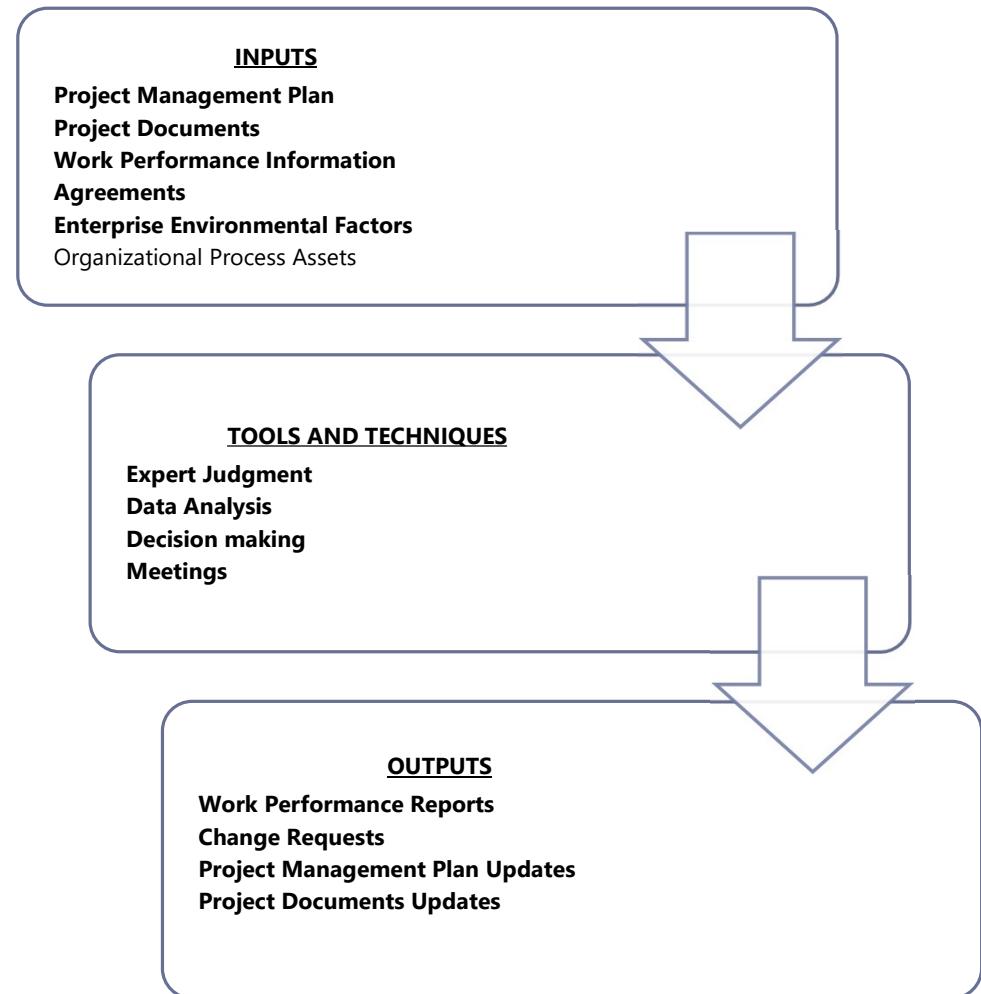 INPUTS
Project Management Plan
Project Documents
Work Performance Information
Agreements
Enterprise Environmental Factors
Organizational Process Assets
TOOLS AND TECHNIQUES
Expert Judgment
Data Analysis
Decision making
Meetings
OUTPUTS
Work Performance Reports
Change Requests
Project Management Plan Updates
Project Documents Updates